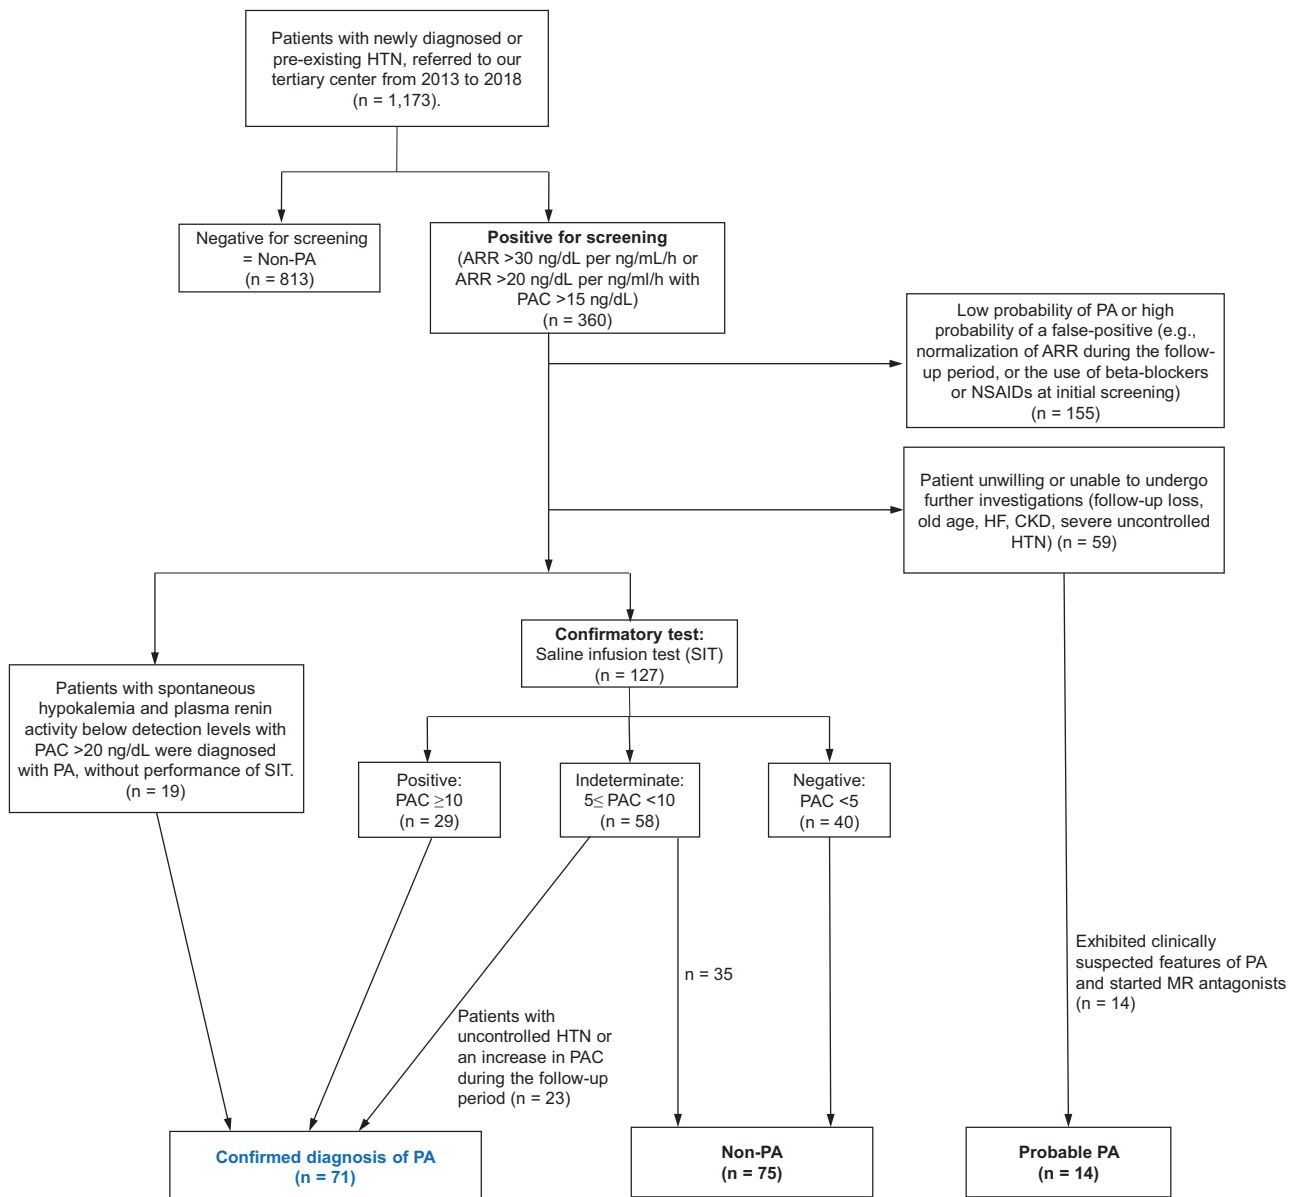 Patients with newly diagnosed or
pre-existing HTN, referred to our
tertiary center from 2013 to 2018
(n = 1,173).
Negative for screening
= Non-PA
(n = 813)
Positive for screening
(ARR >30 ng/dL per ng/mL/h or
ARR >20 ng/dL per ng/ml/h with
PAC >15 ng/dL)
(n = 360)
Low probability of PA or high
probability of a false-positive (e.g.,
normalization of ARR during the follow-
up period, or the use of beta-blockers
or NSAIDs at initial screening)
(n = 155)
Patient unwilling or unable to undergo
further investigations (follow-up loss,
old age, HF, CKD, severe uncontrolled
HTN) (n = 59)
Confirmatory test:
Saline infusion test (SIT)
(n = 127)
Patients with spontaneous
hypokalemia and plasma renin
activity below detection levels with
PAC >20 ng/dL were diagnosed
with PA, without performance of SIT.
(n = 19)
Positive:
PAC ≥10
(n = 29)
Indeterminate:
5≤ PAC <10
(n = 58)
Negative:
PAC <5
(n = 40)
Patients with
uncontrolled HTN or
an increase in PAC
during the follow-up
period (n = 23)
n = 35
Exhibited clinically
suspected features of PA
and started MR antagonists
(n = 14)
Confirmed diagnosis of PA
(n = 71)
Non-PA
(n = 75)
Probable PA
(n = 14)